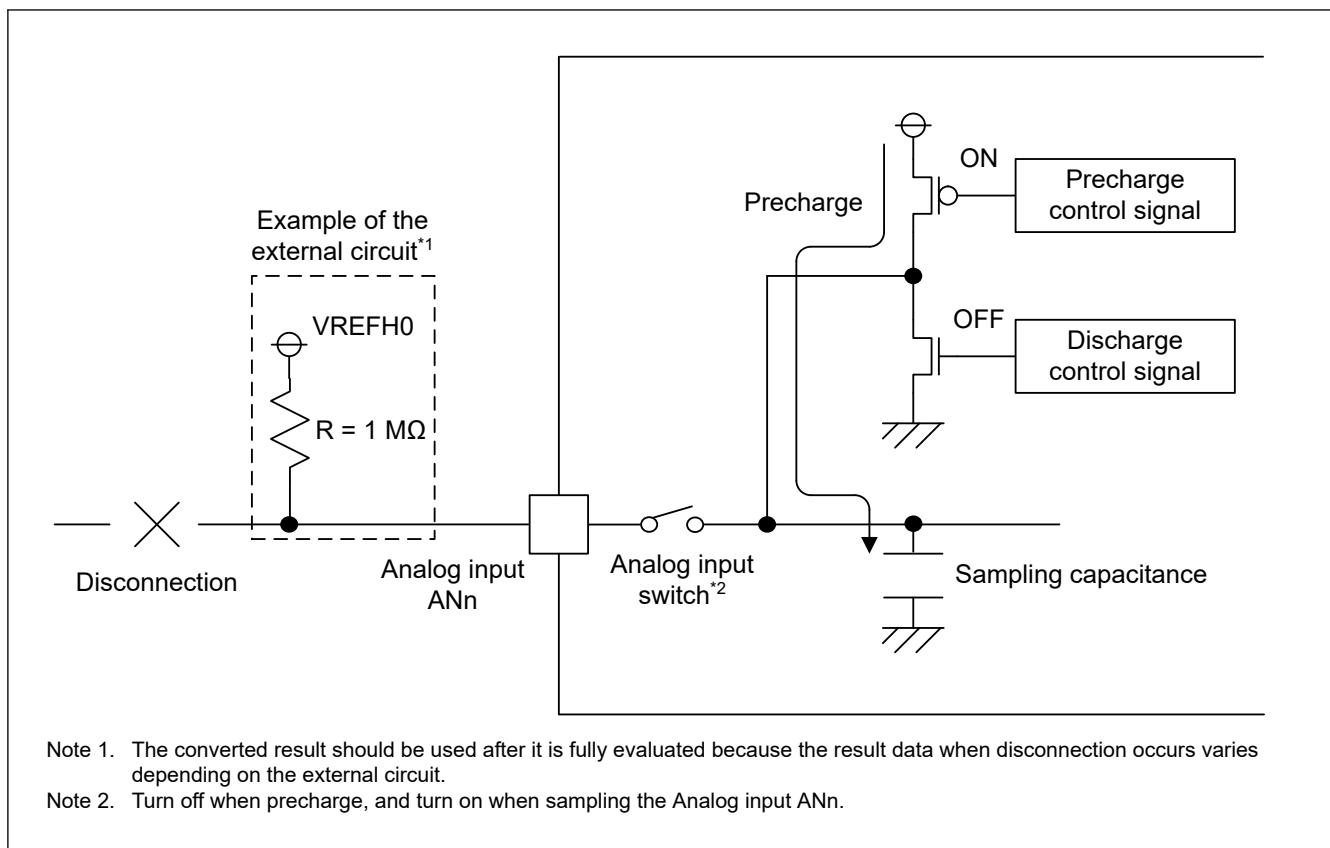 ON
Precharge
control signal
Precharge
Example of the
external circuit*1
VREFH0
OFF
Discharge
control signal
R = 1 MΩ
Disconnection
Analog input
ANn
Analog input
switch*2
Sampling capacitance
Note 1. The converted result should be used after it is fully evaluated because the result data when disconnection occurs varies
depending on the external circuit.
Note 2. Turn off when precharge, and turn on when sampling the Analog input ANn.